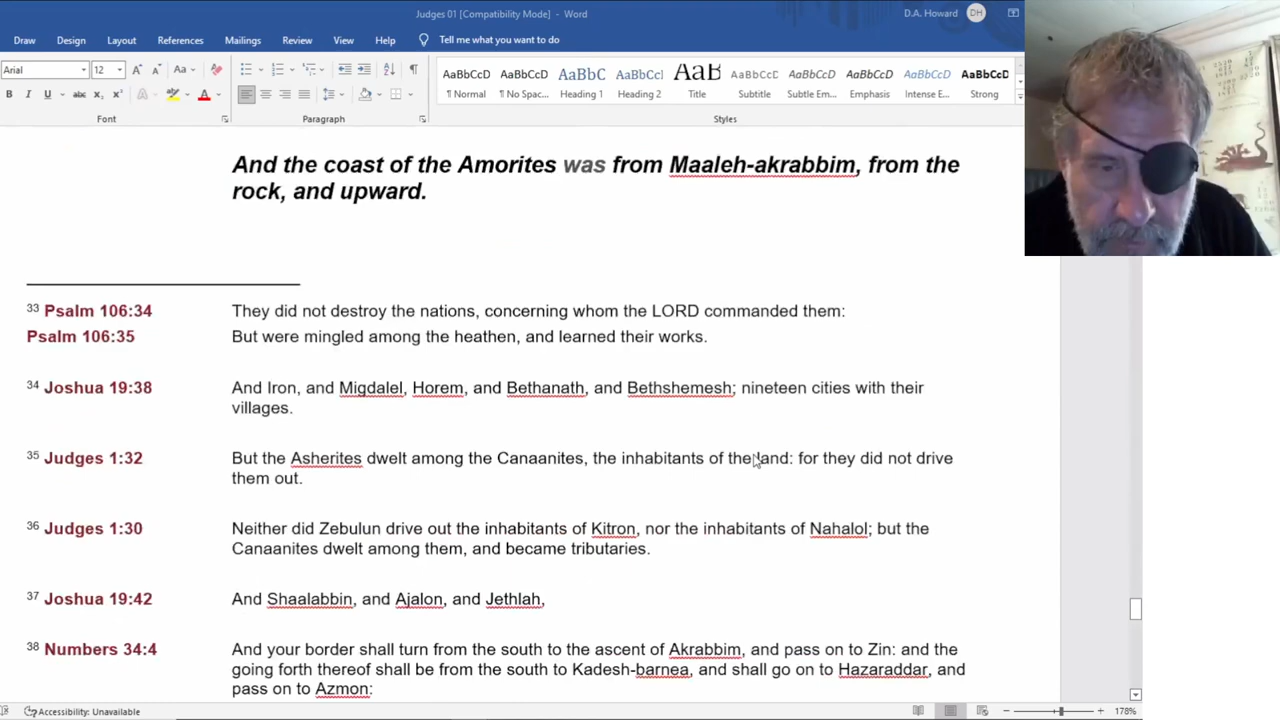 Judges 01 [Compatibility Mode] - Word
D.A. Howard DH
Draw Design Layout References Mailings Review View Help Tell me what you want to do
Arial 12 Aa
AaBbCcD AaBbCcD AaBbC AaBbCcI AaB AaBbCcD AaBbCcD AaBbCcD AaBbCcD AaBbCcD
¶ Normal ¶ No Spac... Heading 1 Heading 2 Title Subtitle Subtle Em... Emphasis Intense E... Strong
Font Paragraph Styles
And the coast of the Amorites was from Maaleh-akrabbim, from the
rock, and upward.
33 Psalm 106:34 They did not destroy the nations, concerning whom the LORD commanded them:
Psalm 106:35 But were mingled among the heathen, and learned their works.
34 Joshua 19:38 And Iron, and Migdalel, Horem, and Bethanath, and Bethshemesh; nineteen cities with their
villages.
35 Judges 1:32 But the Asherites dwelt among the Canaanites, the inhabitants of the land: for they did not drive
them out.
36 Judges 1:30 Neither did Zebulun drive out the inhabitants of Kitron, nor the inhabitants of Nahalol; but the
Canaanites dwelt among them, and became tributaries.
37 Joshua 19:42 And Shaalabbin, and Ajalon, and Jethlah,
38 Numbers 34:4 And your border shall turn from the south to the ascent of Akrabbim, and pass on to Zin: and the
going forth thereof shall be from the south to Kadesh-barnea, and shall go on to Hazaraddar, and
pass on to Azmon:
Accessibility: Unavailable 178%